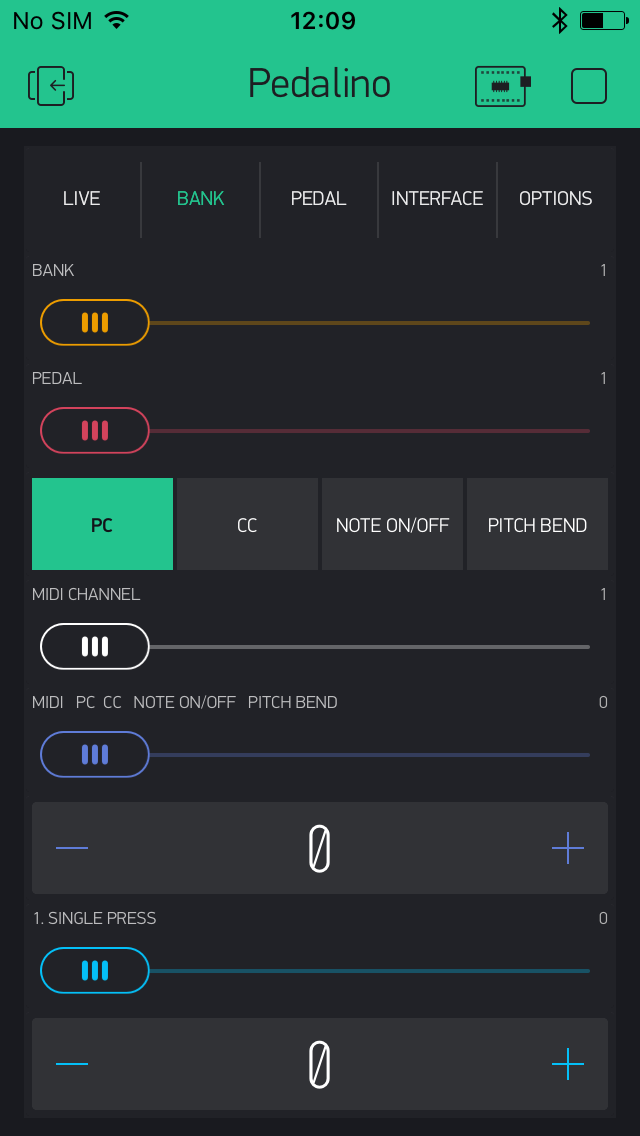 No SIM 12:09
Pedalino
LIVE BANK PEDAL INTERFACE OPTIONS
BANK 1
PEDAL 1
PC CC NOTE ON/OFF PITCH BEND
MIDI CHANNEL 1
MIDI PC CC NOTE ON/OFF PITCH BEND 0
0
1. SINGLE PRESS 0
0